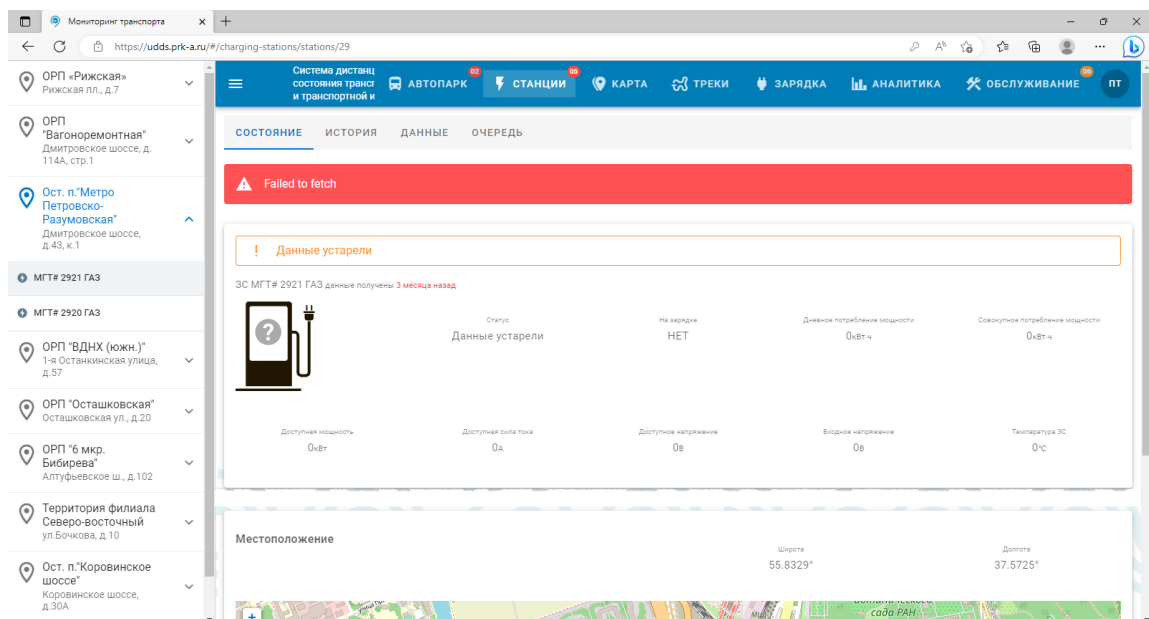 Мониторинг транспорта
https://udds.prk-a.ru/#/charging-stations/stations/29
ОРП «Рижская»
Рижская пл., д.7
ОРП
"Вагоноремонтная"
Дмитровское шоссе, д.
114А, стр.1
Ост. п."Метро
Петровско-
Разумовская"
Дмитровское шоссе,
д.43, к.1
МГТ# 2921 ГАЗ
МГТ# 2920 ГАЗ
ОРП "ВДНХ (южн.)"
1-я Останкинская улица,
д.57
ОРП "Осташковская"
Осташковская ул., д.20
ОРП "6 мкр.
Бибирева"
Алтуфьевское ш., д.102
Территория филиала
Северо-восточный
ул.Бочкова, д.10
Ост. п."Коровинское
шоссе"
Коровинское шоссе,
д.30А
Система дистанц
состояния трансп
и транспортной и
АВТОПАРК 02
СТАНЦИИ 05
КАРТА
ТРЕКИ
ЗАРЯДКА
АНАЛИТИКА
ОБСЛУЖИВАНИЕ 06
ПТ
СОСТОЯНИЕ ИСТОРИЯ ДАННЫЕ ОЧЕРЕДЬ
Failed to fetch
! Данные устарели
ЗС МГТ# 2921 ГАЗ данные получены 3 месяца назад
Статус
Данные устарели
На зарядке
НЕТ
Дневное потребление мощности
0кВт·ч
Совокупное потребление мощности
0кВт·ч
Доступная мощность
0кВт
Доступная сила тока
0А
Доступное напряжение
0В
Входное напряжение
0В
Температура ЗС
0°C
Местоположение
Широта
55.8329°
Долгота
37.5725°
+
сада РАН